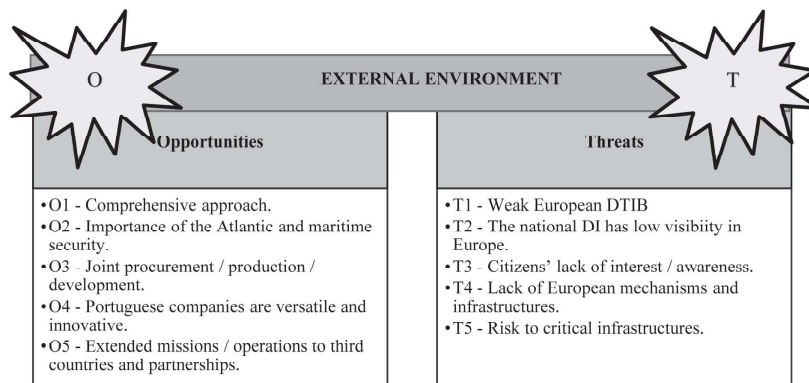 O
EXTERNAL ENVIRONMENT
T
Opportunities
•O1 - Comprehensive approach.
•O2 - Importance of the Atlantic and maritime
security.
•O3 - Joint procurement / production /
development.
•O4 - Portuguese companies are versatile and
innovative.
•O5 - Extended missions / operations to third
countries and partnerships.
Threats
•T1 - Weak European DTIB
•T2 - The national DI has low visibiity in
Europe.
•T3 - Citizens’ lack of interest / awareness.
•T4 - Lack of European mechanisms and
infrastructures.
•T5 - Risk to critical infrastructures.